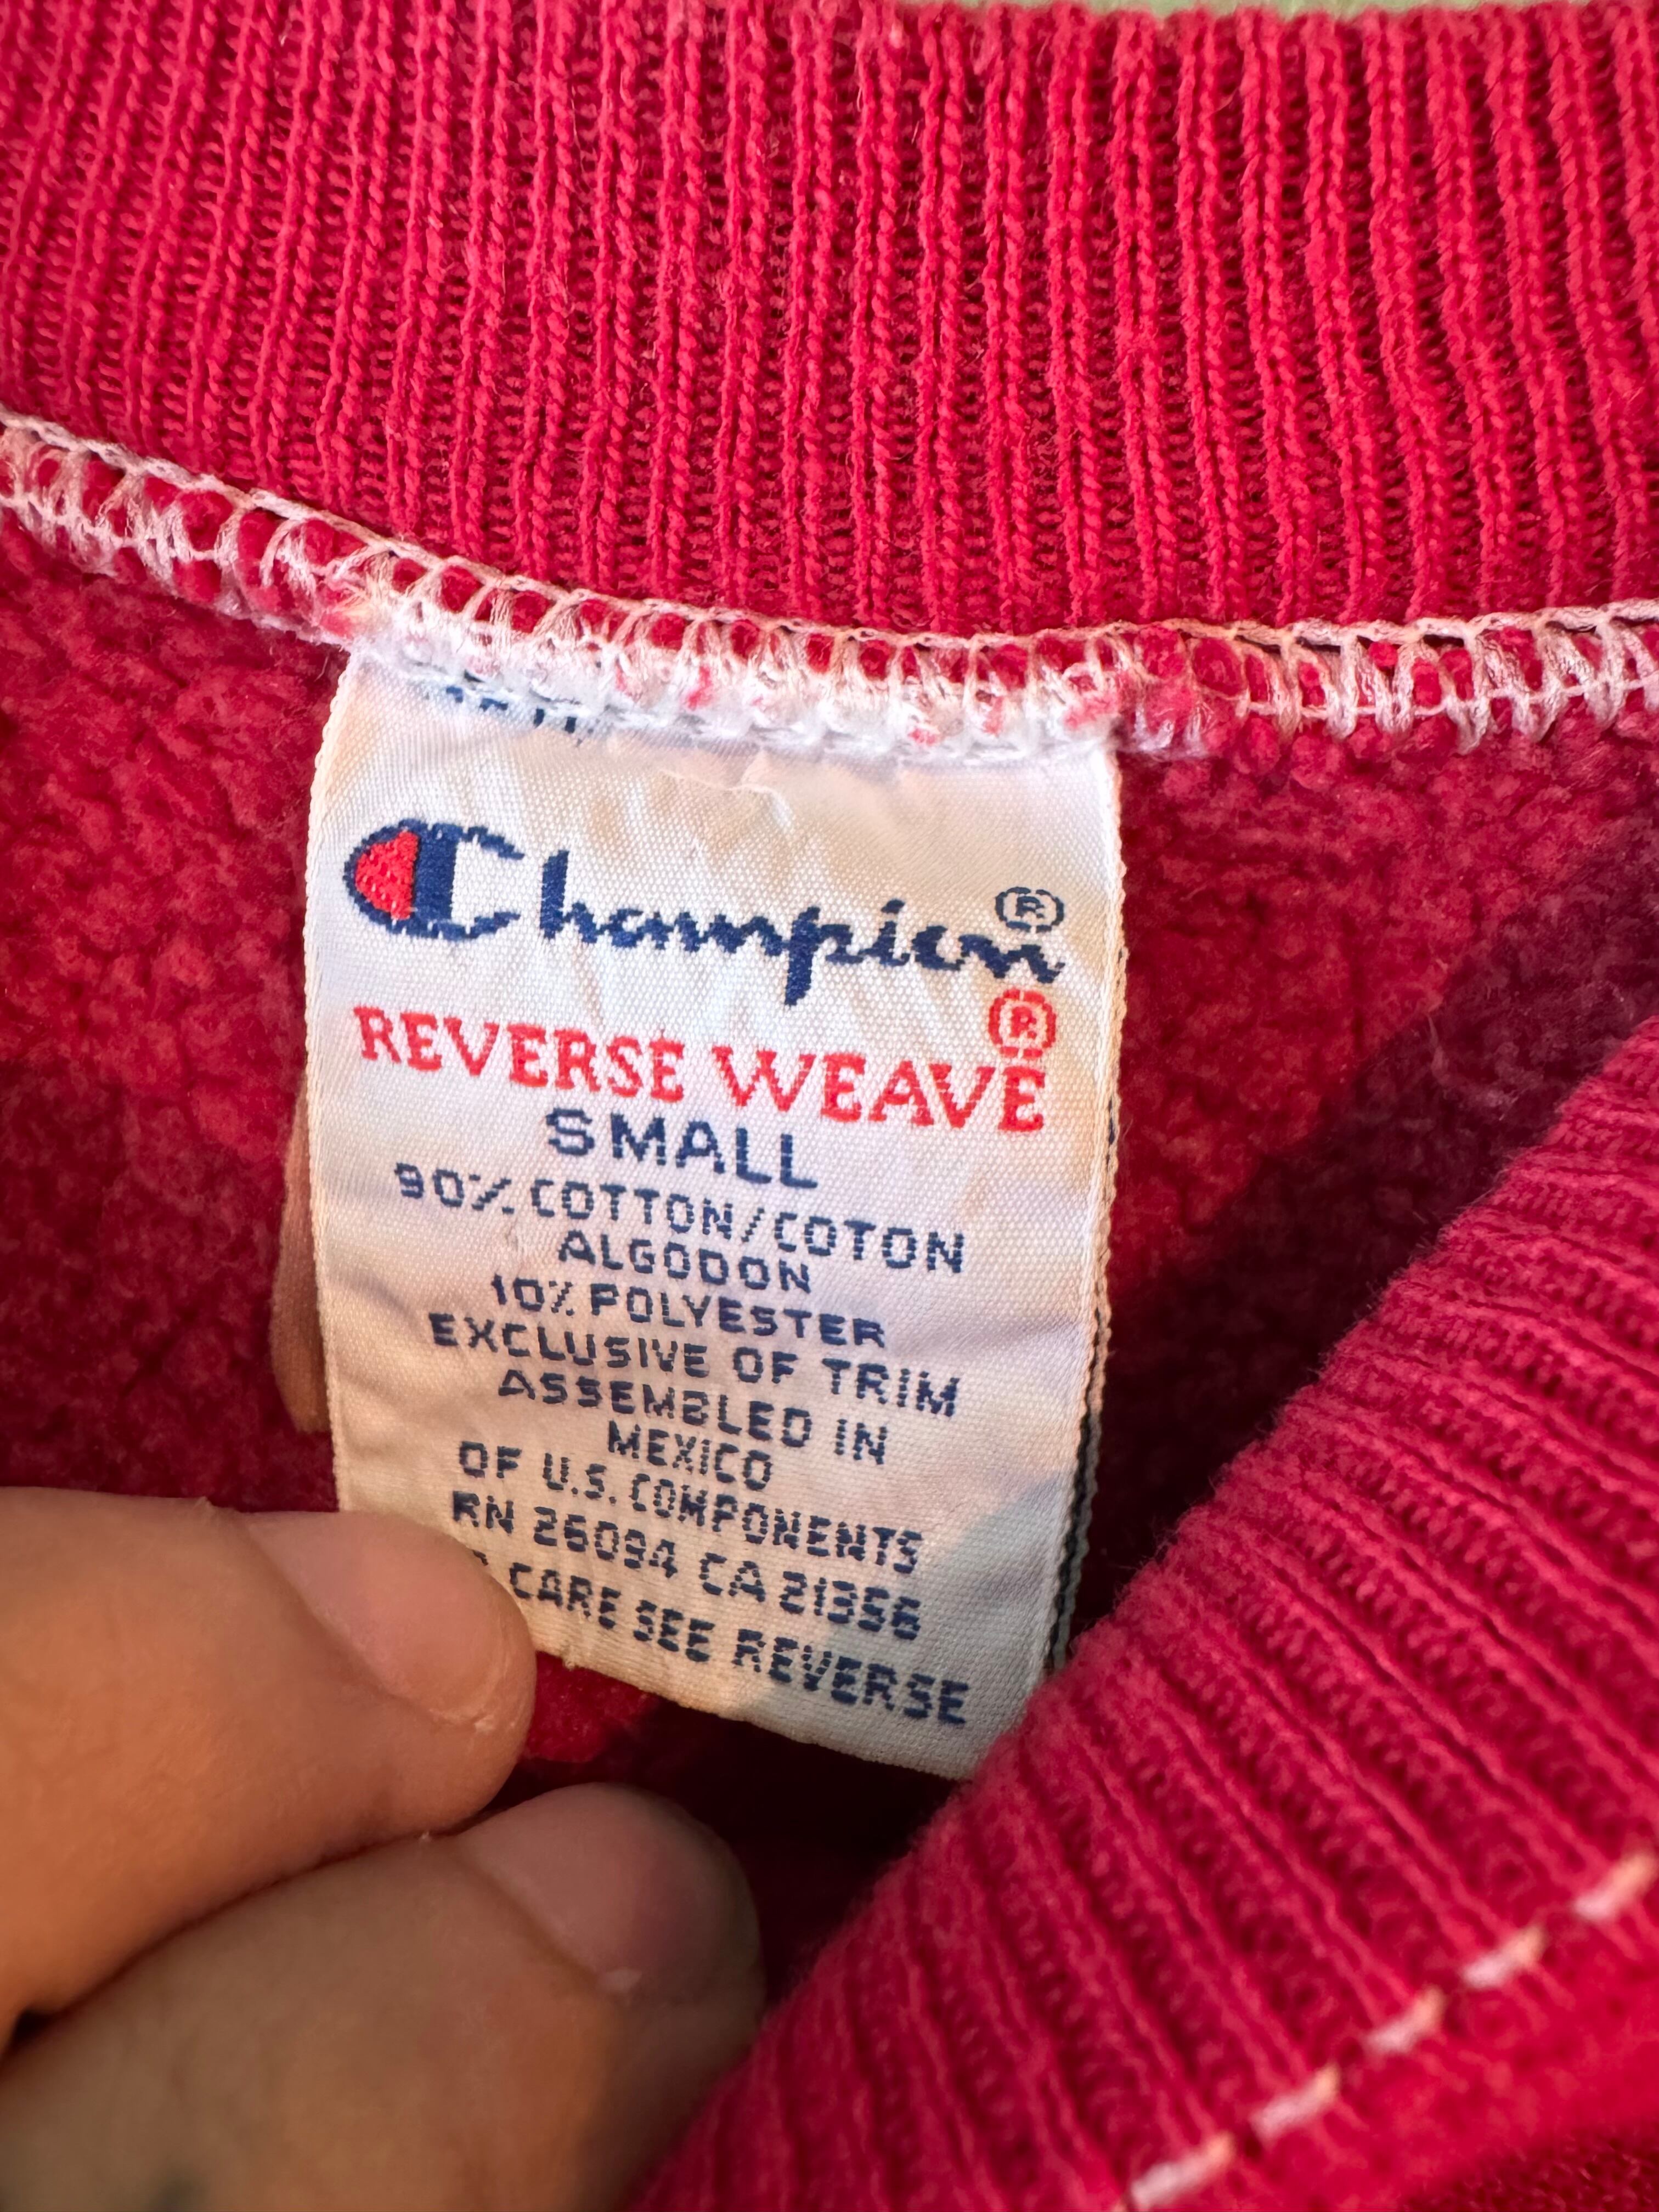 Champion®
REVERSE WEAVE®
SMALL
90% COTTON/COTON
ALGODON
10% POLYESTER
EXCLUSIVE OF TRIM
ASSEMBLED IN
MEXICO
OF U.S. COMPONENTS
RN 26094 CA 21356
CARE SEE REVERSE